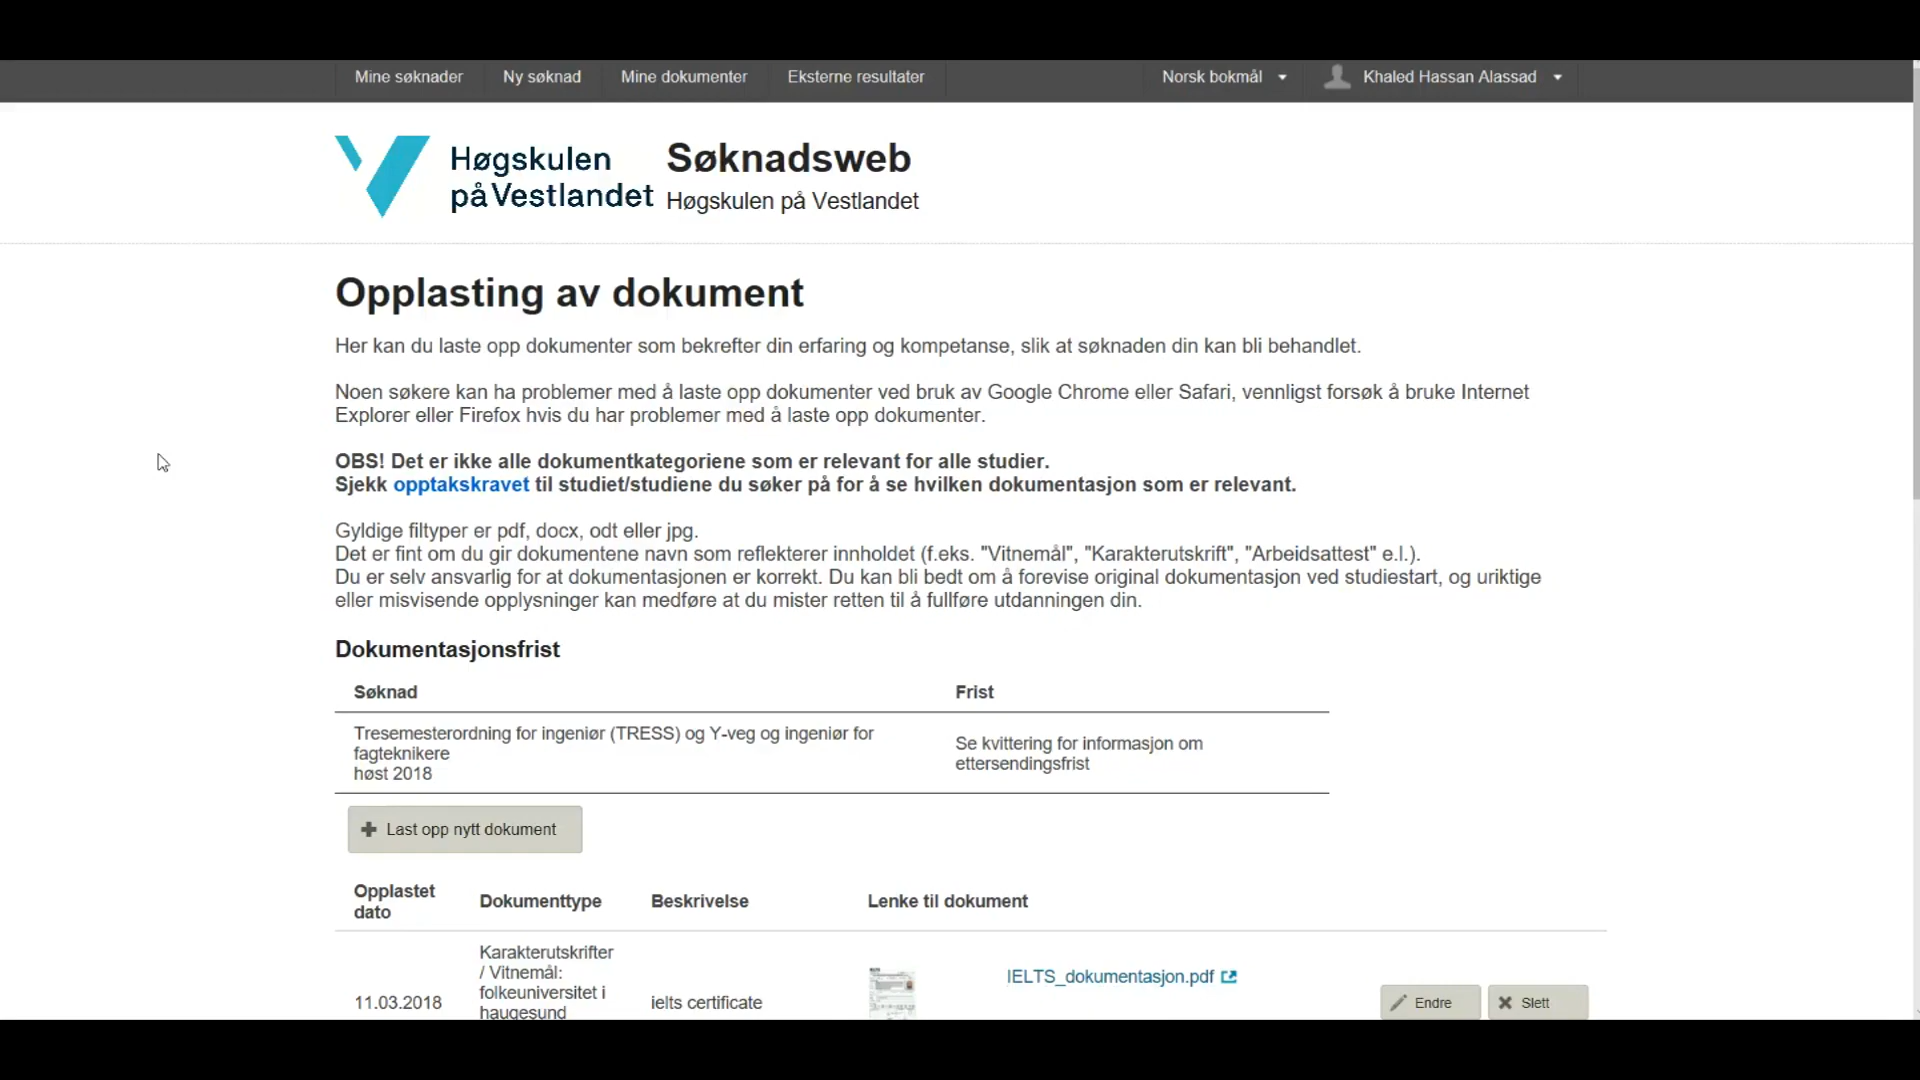 Mine søknader Ny søknad Mine dokumenter Eksterne resultater Norsk bokmål Khaled Hassan Alassad
Høgskulen
på Vestlandet
Søknadsweb
Høgskulen på Vestlandet
Opplasting av dokument
Her kan du laste opp dokumenter som bekrefter din erfaring og kompetanse, slik at søknaden din kan bli behandlet.
Noen søkere kan ha problemer med å laste opp dokumenter ved bruk av Google Chrome eller Safari, vennligst forsøk å bruke Internet
Explorer eller Firefox hvis du har problemer med å laste opp dokumenter.
OBS! Det er ikke alle dokumentkategoriene som er relevant for alle studier.
Sjekk opptakskravet til studiet/studiene du søker på for å se hvilken dokumentasjon som er relevant.
Gyldige filtyper er pdf, docx, odt eller jpg.
Det er fint om du gir dokumentene navn som reflekterer innholdet (f.eks. "Vitnemål", "Karakterutskrift", "Arbeidsattest" e.l.).
Du er selv ansvarlig for at dokumentasjonen er korrekt. Du kan bli bedt om å forevise original dokumentasjon ved studiestart, og uriktige
eller misvisende opplysninger kan medføre at du mister retten til å fullføre utdanningen din.
Dokumentasjonsfrist
Søknad Frist
Tresemesterordning for ingeniør (TRESS) og Y-veg og ingeniør for
fagteknikere
høst 2018
Se kvittering for informasjon om
ettersendingsfrist
Last opp nytt dokument
Opplastet
dato
Dokumenttype Beskrivelse Lenke til dokument
11.03.2018
Karakterutskrifter
/ Vitnemål:
folkeuniversitet i
haugesund
ielts certificate
IELTS_dokumentasjon.pdf
Endre Slett